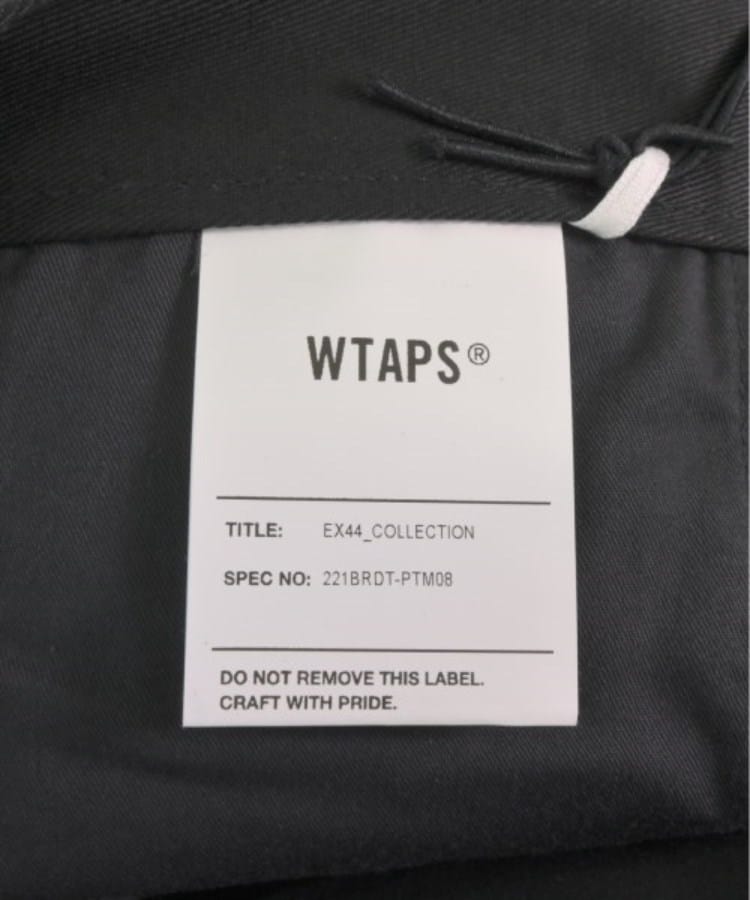 WTAPS®
TITLE: EX44_COLLECTION
SPEC NO: 221BRDT-PTM08
DO NOT REMOVE THIS LABEL.
CRAFT WITH PRIDE.